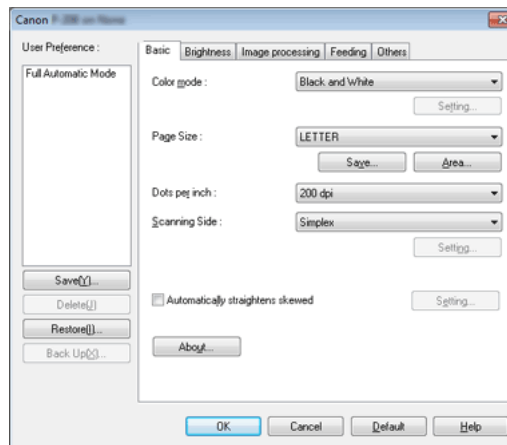 Canon
User Preference :
Full Automatic Mode
Save(Y)...
Delete(J)
Restore(I)...
Back Up(X)...
Basic
Brightness
Image processing
Feeding
Others
Color mode :
Black and White
Setting...
Page Size :
LETTER
Save...
Area...
Dots per inch :
200 dpi
Scanning Side :
Simplex
Setting...
Automatically straightens skewed
Setting...
About...
OK
Cancel
Default
Help